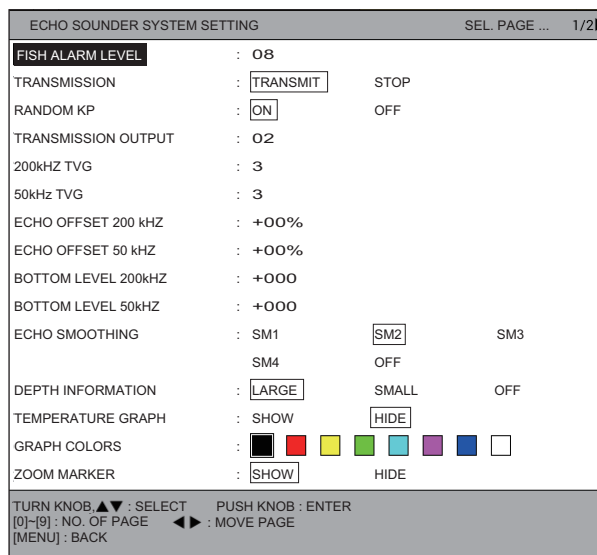 ECHO SOUNDER SYSTEM SETTING SEL. PAGE ... 1/2
FISH ALARM LEVEL : 08
TRANSMISSION : TRANSMIT STOP
RANDOM KP : ON OFF
TRANSMISSION OUTPUT : 02
200kHZ TVG : 3
50kHz TVG : 3
ECHO OFFSET 200 kHZ : +00%
ECHO OFFSET 50 kHZ : +00%
BOTTOM LEVEL 200kHZ : +000
BOTTOM LEVEL 50kHZ : +000
ECHO SMOOTHING : SM1 SM2 SM3
SM4 OFF
DEPTH INFORMATION : LARGE SMALL OFF
TEMPERATURE GRAPH : SHOW HIDE
GRAPH COLORS :
ZOOM MARKER : SHOW HIDE
TURN KNOB,▲▼ : SELECT PUSH KNOB : ENTER
[0]~[9] : NO. OF PAGE ◀ ▶ : MOVE PAGE
[MENU] : BACK